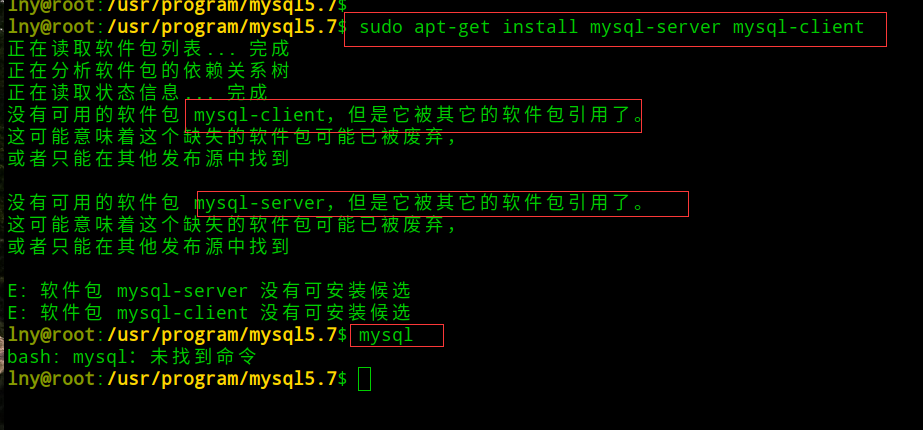 lny@root:/usr/program/mysql5.7$
lny@root:/usr/program/mysql5.7$ sudo apt-get install mysql-server mysql-client
正在读取软件包列表... 完成
正在分析软件包的依赖关系树
正在读取状态信息... 完成
没有可用的软件包 mysql-client，但是它被其它的软件包引用了。
这可能意味着这个缺失的软件包可能已被废弃，
或者只能在其他发布源中找到
没有可用的软件包 mysql-server，但是它被其它的软件包引用了。
这可能意味着这个缺失的软件包可能已被废弃，
或者只能在其他发布源中找到
E: 软件包 mysql-server 没有可安装候选
E: 软件包 mysql-client 没有可安装候选
lny@root:/usr/program/mysql5.7$ mysql
bash: mysql：未找到命令
lny@root:/usr/program/mysql5.7$